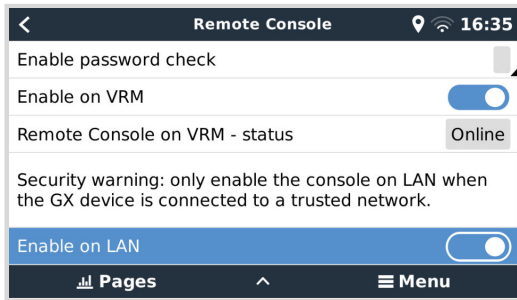 Remote Console 16:35
Enable password check
Enable on VRM
Remote Console on VRM - status Online
Security warning: only enable the console on LAN when
the GX device is connected to a trusted network.
Enable on LAN
Pages Menu